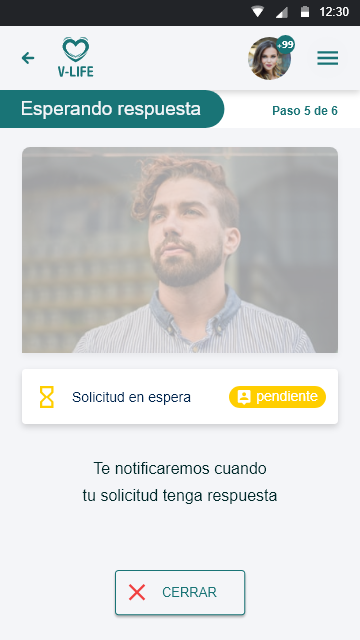 12:30
V-LIFE
+99
Esperando respuesta
Paso 5 de 6
Solicitud en espera
pendiente
Te notificaremos cuando
tu solicitud tenga respuesta
CERRAR